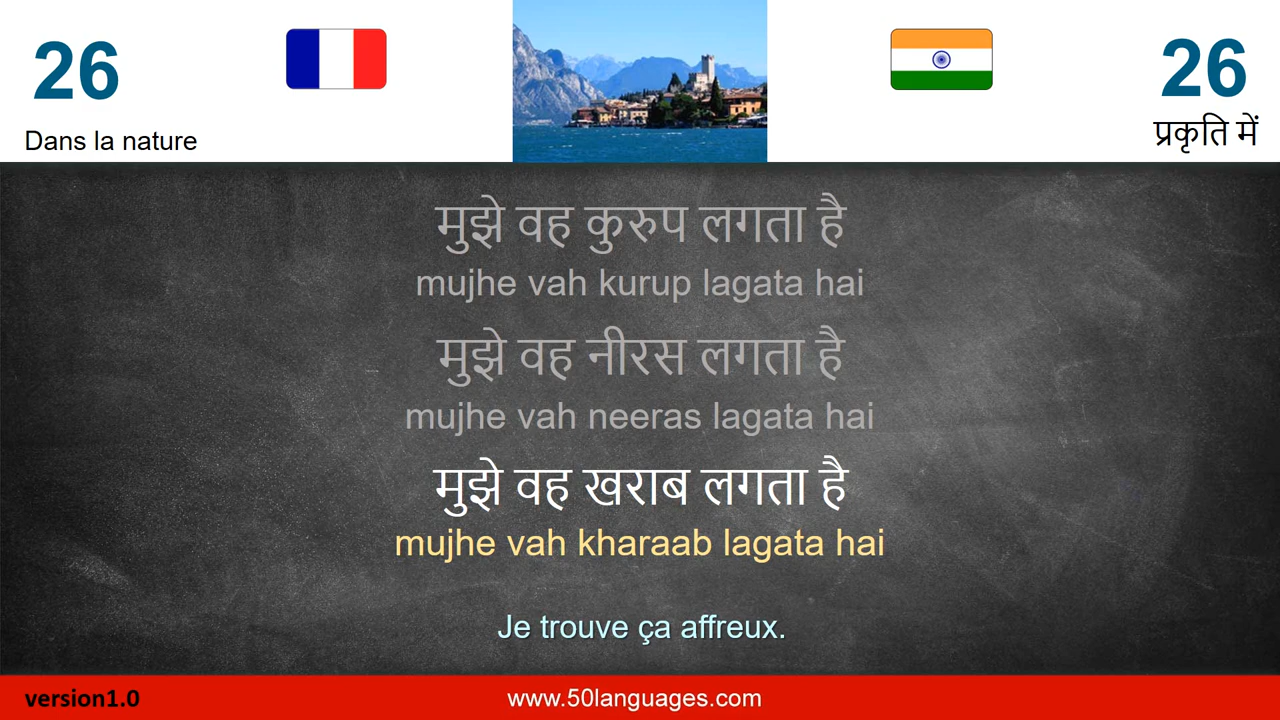 26
Dans la nature
26
प्रकृति में
मुझे वह कुरुप लगता है
mujhe vah kurup lagata hai
मुझे वह नीरस लगता है
mujhe vah neeras lagata hai
मुझे वह खराब लगता है
mujhe vah kharaab lagata hai
Je trouve ça affreux.
version1.0
www.50languages.com